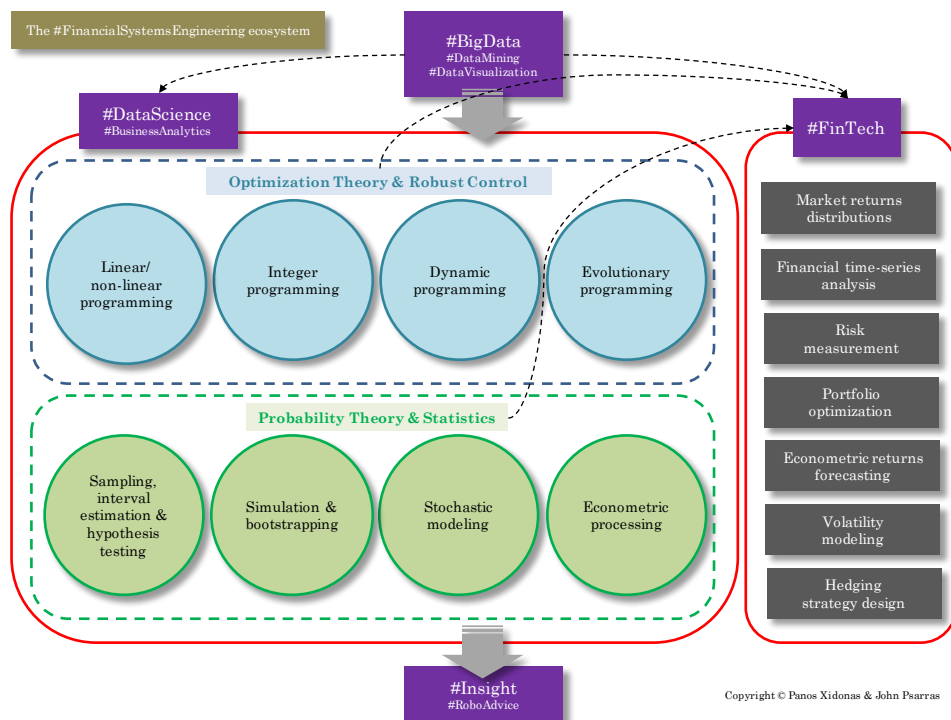 The #FinancialSystemsEngineering ecosystem
#BigData
#DataMining
#DataVisualization
#DataScience
#BusinessAnalytics
#FinTech
Optimization Theory & Robust Control
Linear/
non-linear
programming
Integer
programming
Dynamic
programming
Evolutionary
programming
Probability Theory & Statistics
Sampling,
interval
estimation &
hypothesis
testing
Simulation &
bootstrapping
Stochastic
modeling
Econometric
processing
Market returns
distributions
Financial time-series
analysis
Risk
measurement
Portfolio
optimization
Econometric returns
forecasting
Volatility
modeling
Hedging
strategy design
#Insight
#RoboAdvice
Copyright © Panos Xidonas & John Psarras